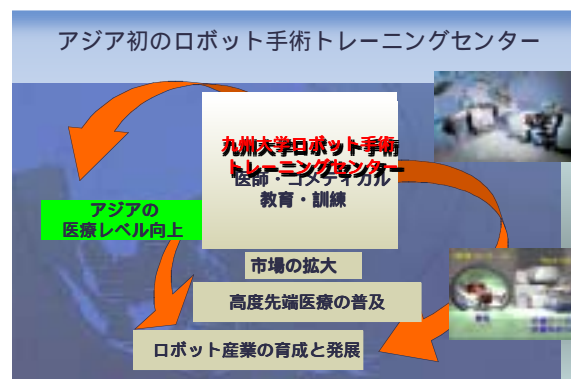 アジア初のロボット手術トレーニングセンター
九州大学ロボット手術
トレーニングセンター
医師・コメディカル
教育・訓練
アジアの
医療レベル向上
市場の拡大
高度先端医療の普及
ロボット産業の育成と発展